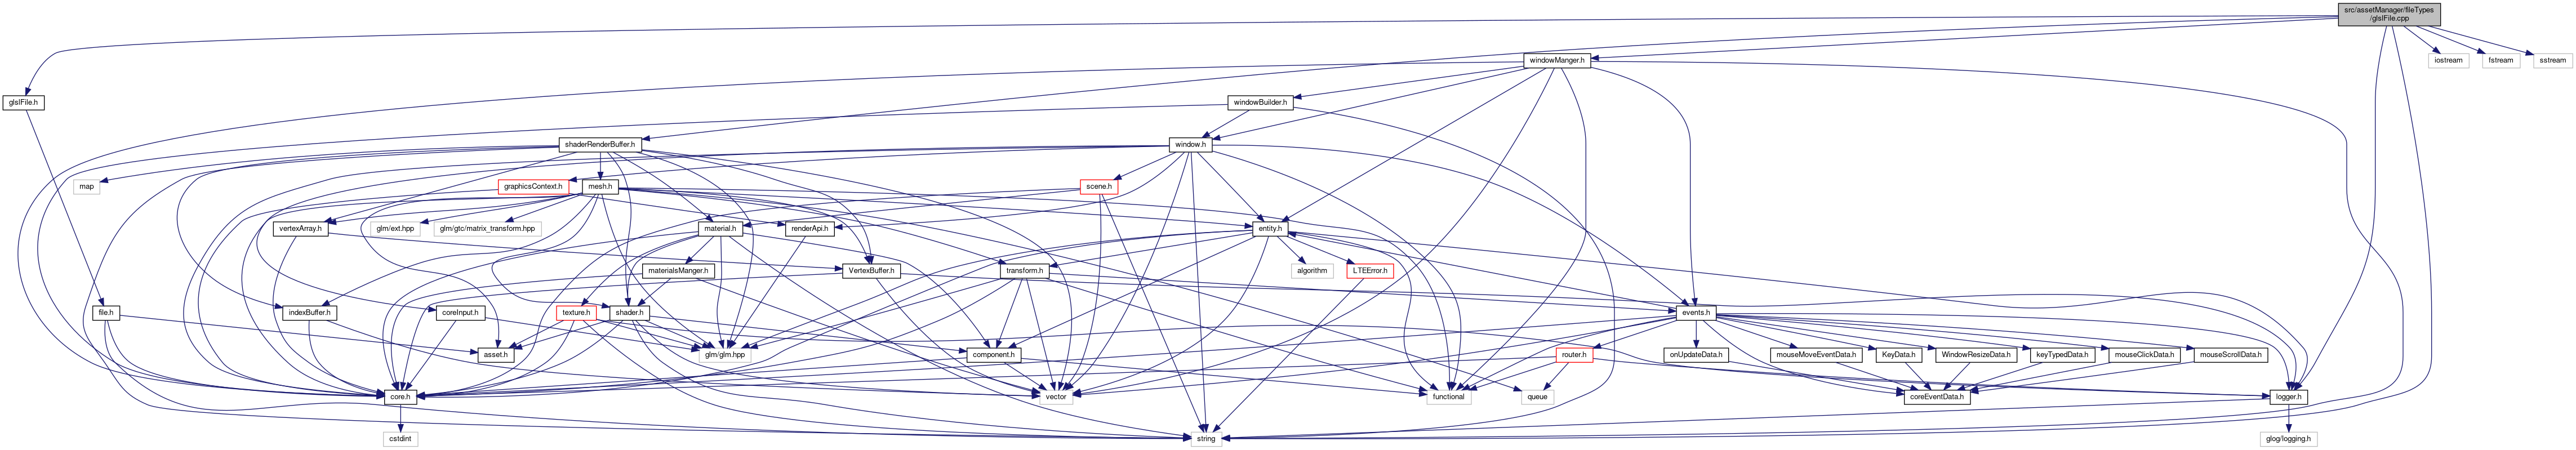 src/assetManager/fileTypes
/glslFile.cpp
windowManger.h
iostream
fstream
sstream
glslFile.h
windowBuilder.h
shaderRenderBuffer.h
window.h
map
graphicsContext.h
mesh.h
scene.h
vertexArray.h
glm/ext.hpp
glm/gtc/matrix_transform.hpp
material.h
renderApi.h
entity.h
materialsManger.h
VertexBuffer.h
transform.h
algorithm
LTEError.h
file.h
indexBuffer.h
coreInput.h
texture.h
shader.h
events.h
asset.h
glm/glm.hpp
component.h
router.h
onUpdateData.h
mouseMoveEventData.h
KeyData.h
WindowResizeData.h
keyTypedData.h
mouseClickData.h
mouseScrollData.h
core.h
vector
functional
queue
coreEventData.h
logger.h
cstdint
string
glog/logging.h